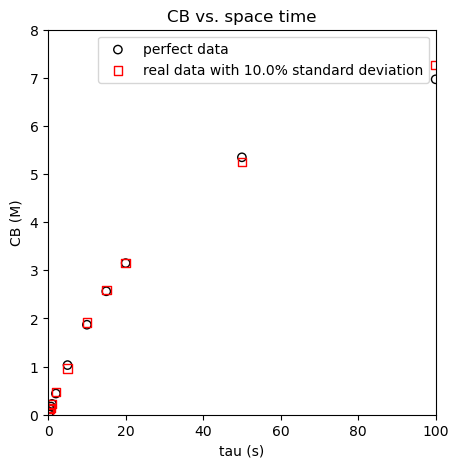 CB vs. space time
perfect data
real data with 10.0% standard deviation
8
7
6
5
4
3
2
1
0
CB (M)
0 20 40 60 80 100
tau (s)